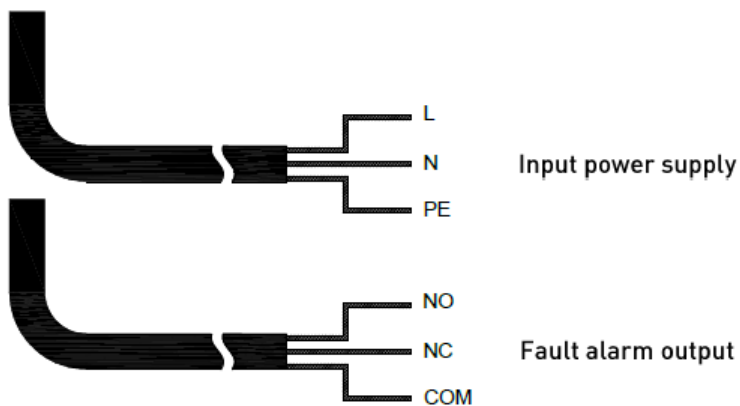 L
N
Input power supply
PE
NO
NC
Fault alarm output
COM